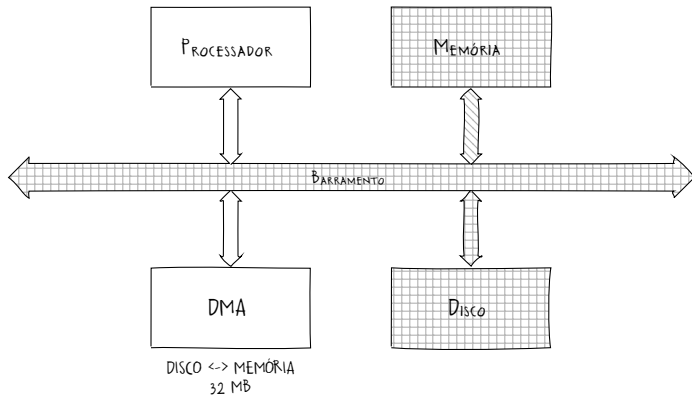 Processador
Memória
Barramento
DMA
Disco
DISCO <-> MEMÓRIA
32 MB